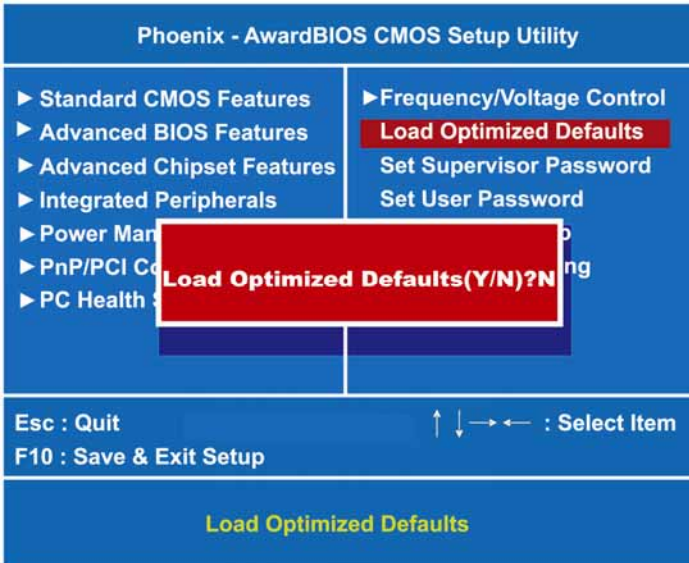 Phoenix - AwardBIOS CMOS Setup Utility
▶ Standard CMOS Features
▶ Advanced BIOS Features
▶ Advanced Chipset Features
▶ Integrated Peripherals
▶ Power Man
▶ PnP/PCI Co
▶ PC Health
▶Frequency/Voltage Control
Load Optimized Defaults
Set Supervisor Password
Set User Password
ng
Load Optimized Defaults(Y/N)?N
Esc : Quit
↑ ↓ → ← : Select Item
F10 : Save & Exit Setup
Load Optimized Defaults